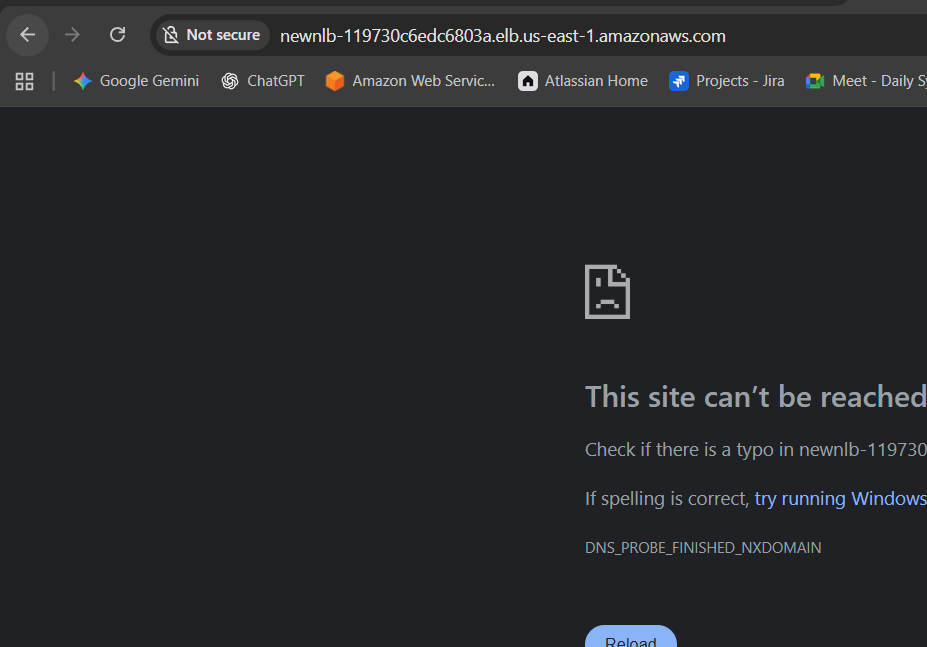 Not secure newnlb-119730c6edc6803a.elb.us-east-1.amazonaws.com
Google Gemini ChatGPT Amazon Web Servic... Atlassian Home Projects - Jira Meet - Daily Sy
This site can’t be reached
Check if there is a typo in newnlb-119730
If spelling is correct, try running Windows
DNS_PROBE_FINISHED_NXDOMAIN
Reload